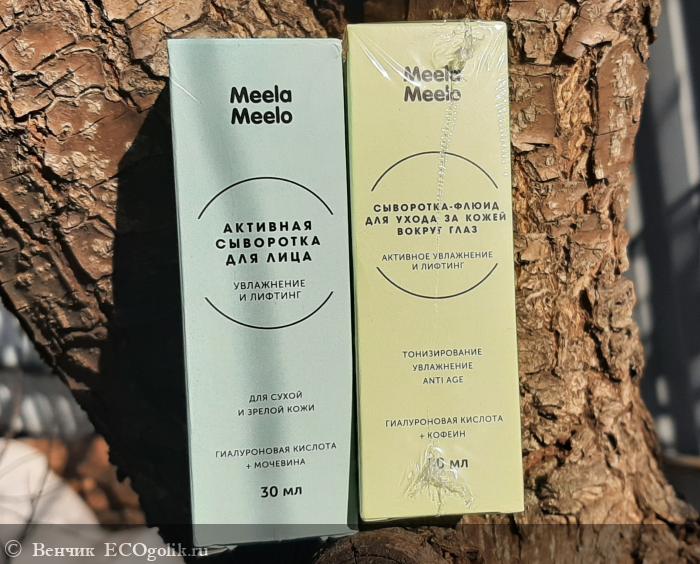 Meela
Meelo
АКТИВНАЯ
СЫВОРОТКА
ДЛЯ ЛИЦА
УВЛАЖНЕНИЕ
И ЛИФТИНГ
ДЛЯ СУХОЙ
И ЗРЕЛОЙ КОЖИ
ГИАЛУРОНОВАЯ КИСЛОТА
+ МОЧЕВИНА
30 мл
Meela
Meelo
СЫВОРОТКА-ФЛЮИД
ДЛЯ УХОДА ЗА КОЖЕЙ
ВОКРУГ ГЛАЗ
АКТИВНОЕ УВЛАЖНЕНИЕ
И ЛИФТИНГ
ТОНИЗИРОВАНИЕ
УВЛАЖНЕНИЕ
ANTI AGE
ГИАЛУРОНОВАЯ КИСЛОТА
+ КОФЕИН
мл
© Венчик ECOgolik.ru